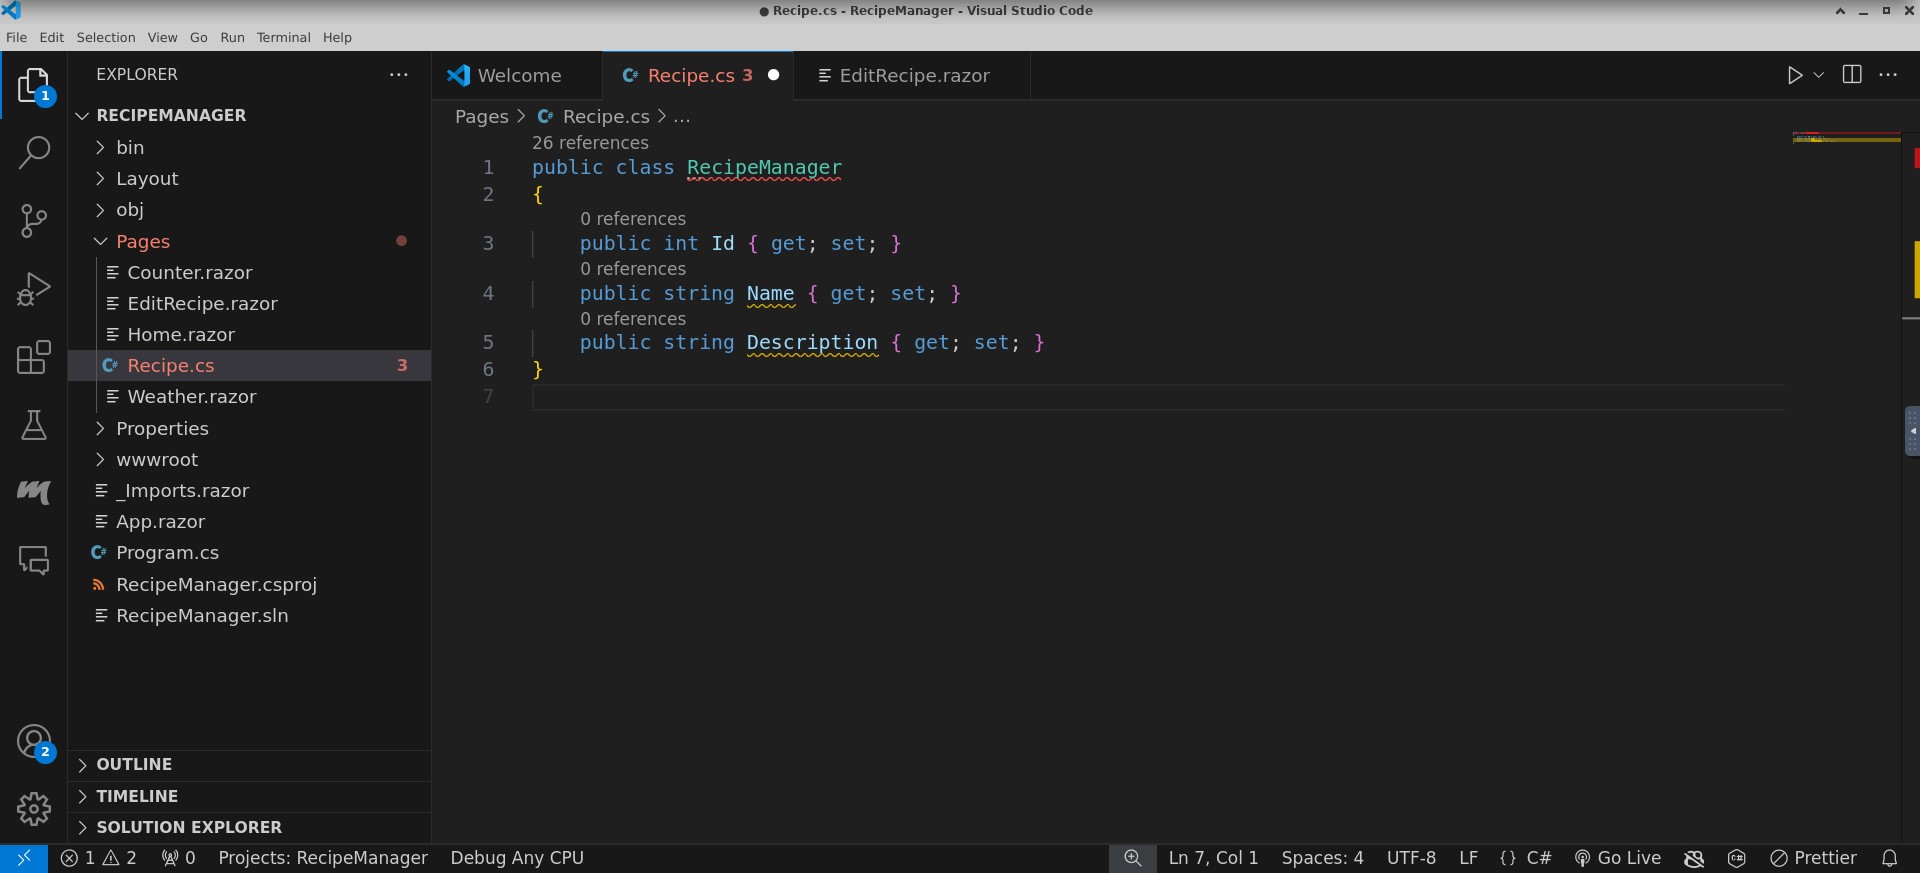 Recipe.cs - RecipeManager - Visual Studio Code
File Edit Selection View Go Run Terminal Help
1
EXPLORER
RECIPEMANAGER
bin
Layout
obj
Pages
Counter.razor
EditRecipe.razor
Home.razor
Recipe.cs 3
Weather.razor
Properties
wwwroot
_Imports.razor
App.razor
Program.cs
RecipeManager.csproj
RecipeManager.sln
2
OUTLINE
TIMELINE
SOLUTION EXPLORER
Welcome Recipe.cs 3 EditRecipe.razor
Pages > Recipe.cs > ...
26 references
1 public class RecipeManager
2 {
0 references
3 public int Id { get; set; }
0 references
4 public string Name { get; set; }
0 references
5 public string Description { get; set; }
6 }
7
1 2 0 Projects: RecipeManager Debug Any CPU Ln 7, Col 1 Spaces: 4 UTF-8 LF {} C# Go Live Prettier